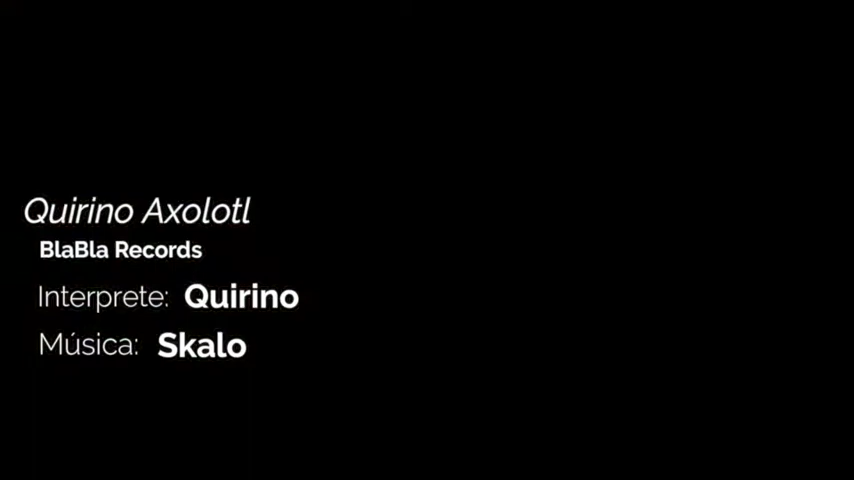 Quirino Axolotl
BlaBla Records
Interprete: Quirino
Música: Skalo